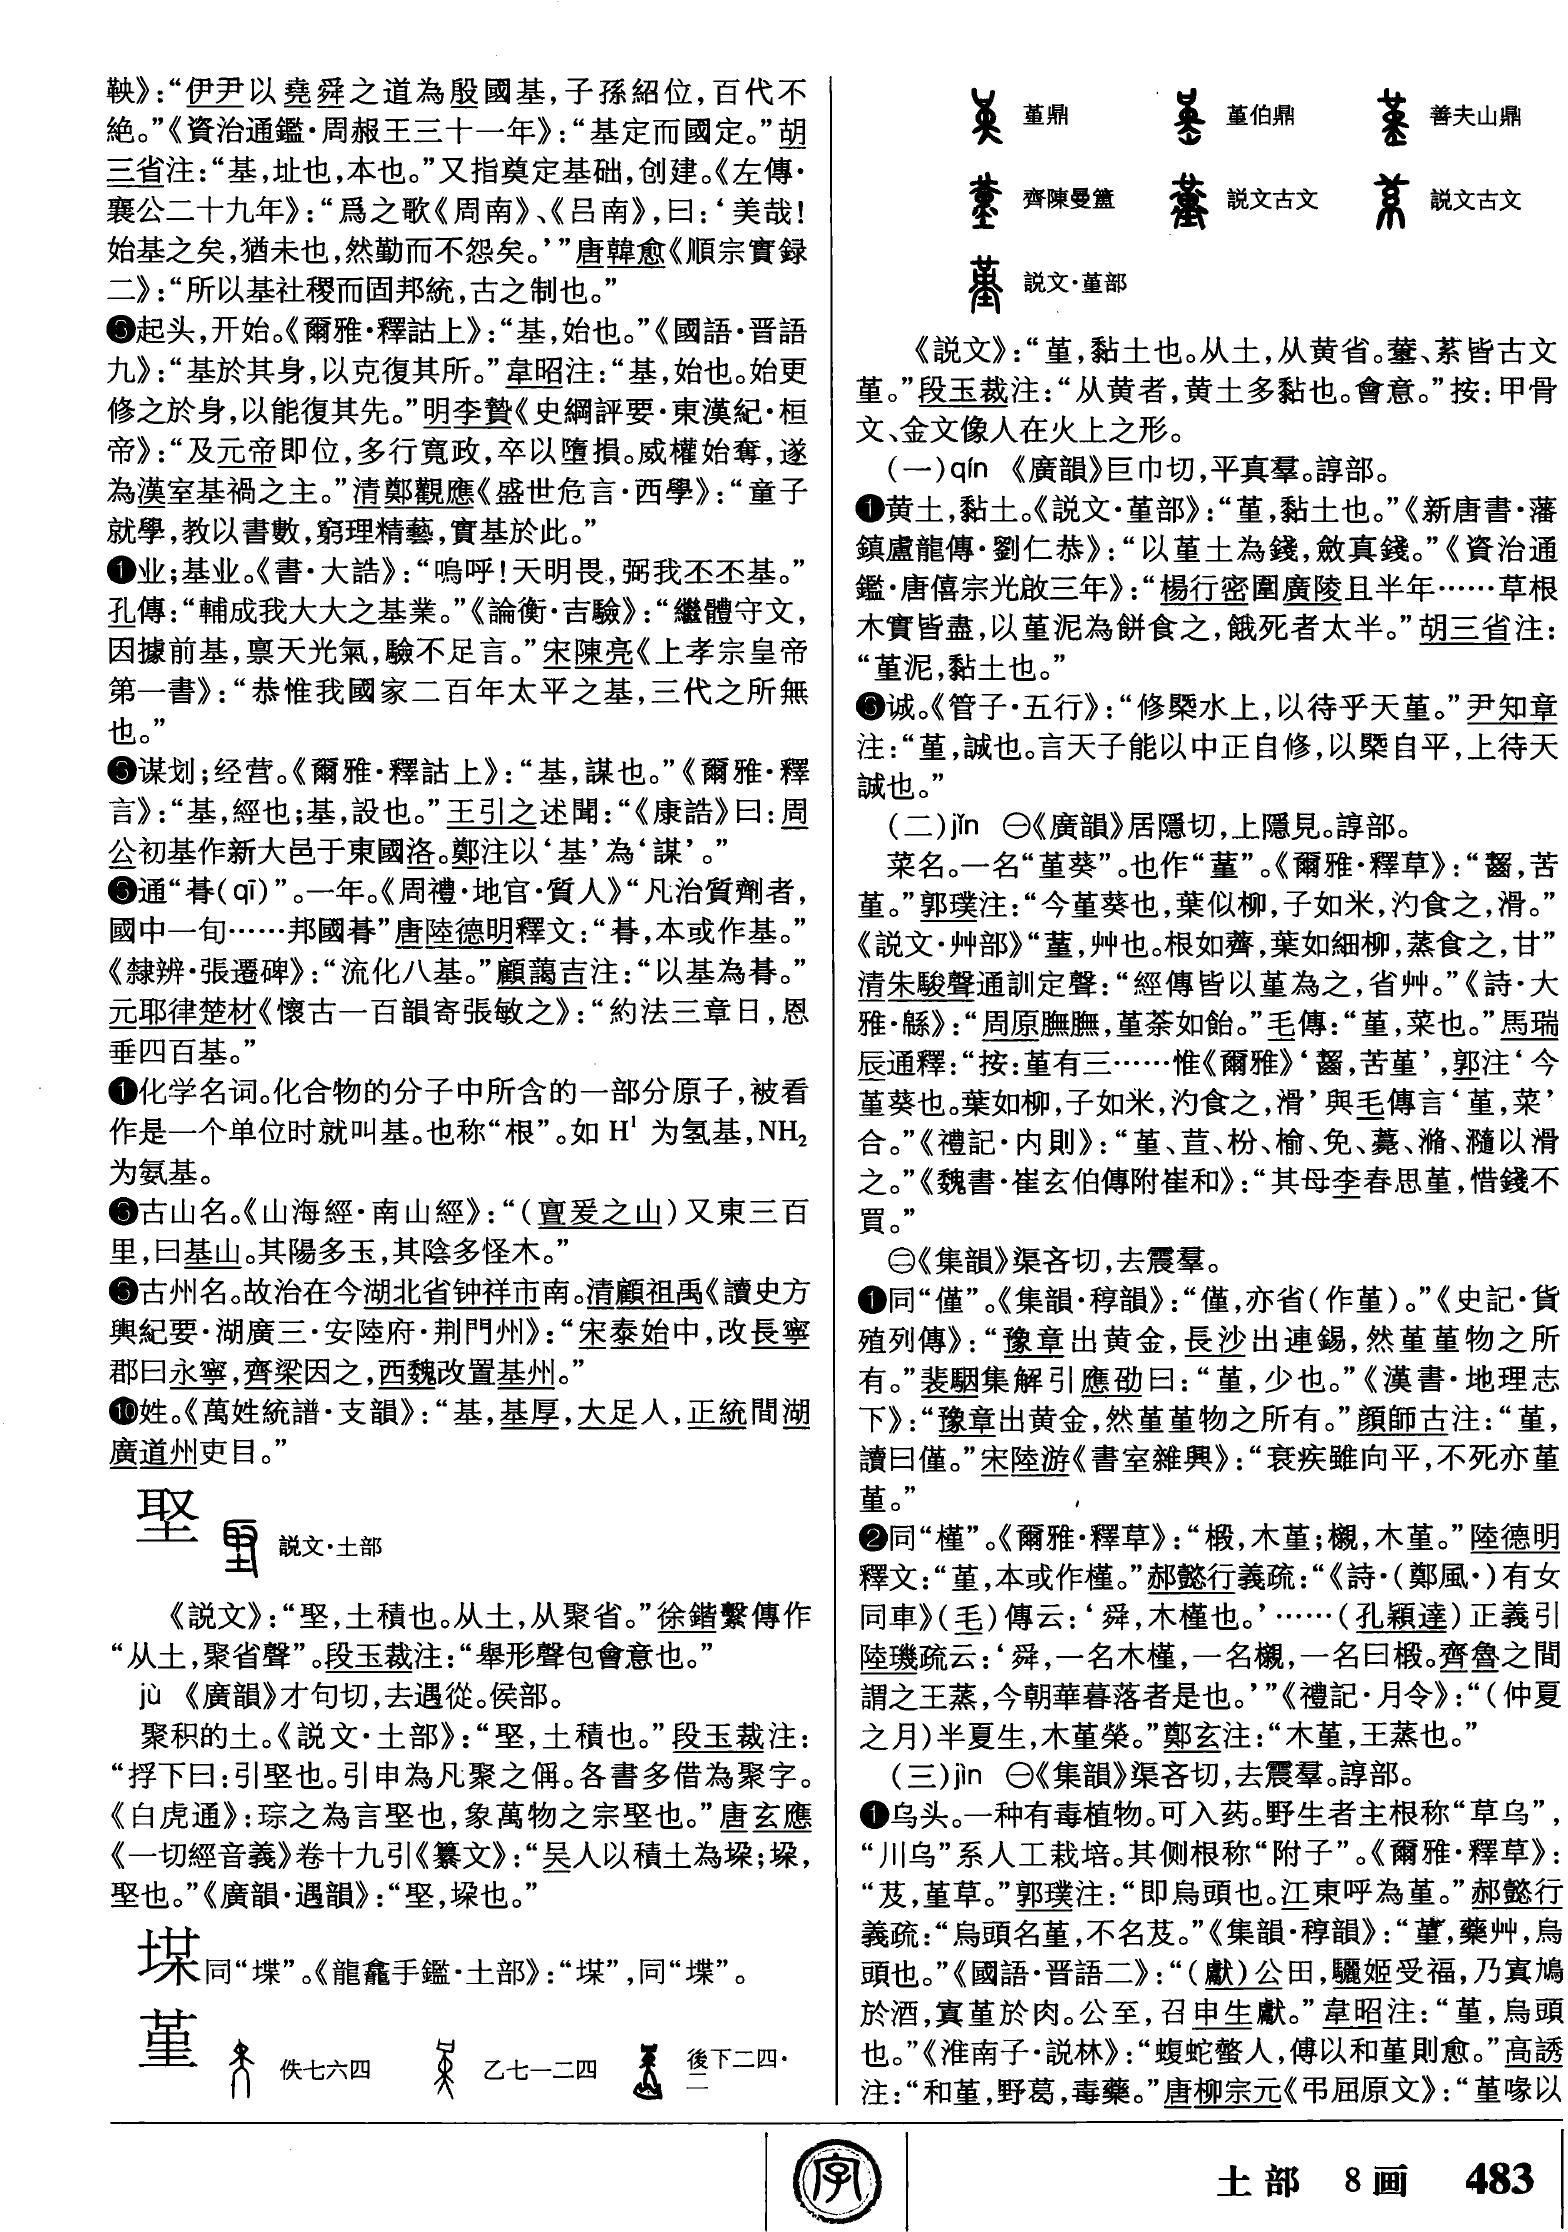 鞅》：“伊尹以堯舜之道為殷國基，子孫紹位，百代不
絶。”《資治通鑑·周赧王三十一年》：“基定而國定。”胡
三省注：“基，址也，本也。”又指奠定基础，创建。《左傳·
襄公二十九年》：“爲之歌《周南》、《吕南》，曰：‘美哉！
始基之矣，猶未也，然勤而不怨矣。’”唐韓愈《順宗實録
二》：“所以基社稷而固邦統，古之制也。”
❸起头，开始。《爾雅·釋詁上》：“基，始也。”《國語·晋語
九》：“基於其身，以克復其所。”韋昭注：“基，始也。始更
修之於身，以能復其先。”明李贄《史綱評要·東漢紀·桓
帝》：“及元帝即位，多行寬政，卒以墮損。威權始奪，遂
為漢室基禍之主。”清鄭觀應《盛世危言·西學》：“童子
就學，教以書數，窮理精藝，實基於此。”
❶业；基业。《書·大誥》：“嗚呼！天明畏，弼我丕丕基。”
孔傳：“輔成我大大之基業。”《論衡·吉驗》：“繼體守文，
因據前基，禀天光氣，驗不足言。”宋陳亮《上孝宗皇帝
第一書》：“恭惟我國家二百年太平之基，三代之所無
也。”
❸谋划；经营。《爾雅·釋詁上》：“基，謀也。”《爾雅·釋
言》：“基，經也；基，設也。”王引之述聞：“《康誥》曰：周
公初基作新大邑于東國洛。鄭注以‘基’為‘謀’。”
❸通“朞(qī)”。一年。《周禮·地官·質人》“凡治質劑者，
國中一旬……邦國朞”唐陸德明釋文：“朞，本或作基。”
《隸辨·張遷碑》：“流化八基。”顧藹吉注：“以基為朞。”
元耶律楚材《懷古一百韻寄張敏之》：“約法三章日，恩
垂四百基。”
❶化学名词。化合物的分子中所含的一部分原子，被看
作是一个单位时就叫基。也称“根”。如 H¹ 为氢基，NH₂
为氨基。
❸古山名。《山海經·南山經》：“(亶爰之山)又東三百
里，曰基山。其陽多玉，其陰多怪木。”
❸古州名。故治在今湖北省钟祥市南。清顧祖禹《讀史方
輿紀要·湖廣三·安陸府·荆門州》：“宋泰始中，改長寧
郡曰永寧，齊梁因之，西魏改置基州。”
❿姓。《萬姓統譜·支韻》：“基，基厚，大足人，正統間湖
廣道州吏目。”
堅 説文·土部
《説文》：“堅，土積也。从土，从聚省。”徐鍇繫傳作
“从土，聚省聲”。段玉裁注：“舉形聲包會意也。”
jù 《廣韻》才句切，去遇從。侯部。
聚积的土。《説文·土部》：“堅，土積也。”段玉裁注：
“捊下曰：引堅也。引申為凡聚之偁。各書多借為聚字。
《白虎通》：琮之為言堅也，象萬物之宗堅也。”唐玄應
《一切經音義》卷十九引《纂文》：“吴人以積土為垛；垛，
堅也。”《廣韻·遇韻》：“堅，垛也。”
堞同“堞”。《龍龕手鑑·土部》：“堞”，同“堞”。
堇 佚七六四 乙七一二四 後下二四·
二
堇鼎 堇伯鼎 善夫山鼎
齊陳曼簠 説文古文 説文古文
説文·堇部
《説文》：“堇，黏土也。从土，从黄省。、皆古文
堇。”段玉裁注：“从黄者，黄土多黏也。會意。”按：甲骨
文、金文像人在火上之形。
(一)qín 《廣韻》巨巾切，平真羣。諄部。
❶黄土，黏土。《説文·堇部》：“堇，黏土也。”《新唐書·藩
鎮盧龍傳·劉仁恭》：“以堇土為錢，斂真錢。”《資治通
鑑·唐僖宗光啟三年》：“楊行密圍廣陵且半年……草根
木實皆盡，以堇泥為餅食之，餓死者太半。”胡三省注：
“堇泥，黏土也。”
❸诚。《管子·五行》：“修槩水上，以待乎天堇。”尹知章
注：“堇，誠也。言天子能以中正自修，以槩自平，上待天
誠也。”
(二)jǐn ㊀《廣韻》居隱切，上隱見。諄部。
菜名。一名“堇葵”。也作“菫”。《爾雅·釋草》：“齧，苦
堇。”郭璞注：“今堇葵也，葉似柳，子如米，汋食之，滑。”
《説文·艸部》“菫，艸也。根如薺，葉如細柳，蒸食之，甘”
清朱駿聲通訓定聲：“經傳皆以堇為之，省艸。”《詩·大
雅·緜》：“周原膴膴，堇荼如飴。”毛傳：“堇，菜也。”馬瑞
辰通釋：“按：堇有三……惟《爾雅》‘齧，苦堇’，郭注‘今
堇葵也。葉如柳，子如米，汋食之，滑’與毛傳言‘堇，菜’
合。”《禮記·内則》：“堇、荁、枌、榆、免、薧、滫、瀡以滑
之。”《魏書·崔玄伯傳附崔和》：“其母李春思堇，惜錢不
買。”
㊁《集韻》渠吝切，去震羣。
❶同“僅”。《集韻·稕韻》：“僅，亦省(作堇)。”《史記·貨
殖列傳》：“豫章出黄金，長沙出連錫，然堇堇物之所
有。”裴駰集解引應劭曰：“堇，少也。”《漢書·地理志
下》：“豫章出黄金，然堇堇物之所有。”顔師古注：“堇，
讀曰僅。”宋陸游《書室雜興》：“衰疾雖向平，不死亦堇
堇。”
❷同“槿”。《爾雅·釋草》：“椴，木堇；櫬，木堇。”陸德明
釋文：“堇，本或作槿。”郝懿行義疏：“《詩·(鄭風·)有女
同車》(毛)傳云：‘舜，木槿也。’……(孔穎達)正義引
陸璣疏云：‘舜，一名木槿，一名櫬，一名曰椴。齊魯之間
謂之王蒸，今朝華暮落者是也。’”《禮記·月令》：“(仲夏
之月)半夏生，木堇榮。”鄭玄注：“木堇，王蒸也。”
(三)jìn ㊀《集韻》渠吝切，去震羣。諄部。
❶乌头。一种有毒植物。可入药。野生者主根称“草乌”，
“川乌”系人工栽培。其侧根称“附子”。《爾雅·釋草》：
“芨，堇草。”郭璞注：“即烏頭也。江東呼為堇。”郝懿行
義疏：“烏頭名堇，不名芨。”《集韻·稕韻》：“菫，藥艸，烏
頭也。”《國語·晋語二》：“(獻)公田，驪姬受福，乃寘鴆
於酒，寘堇於肉。公至，召申生獻。”韋昭注：“堇，烏頭
也。”《淮南子·説林》：“蝮蛇螫人，傅以和堇則愈。”高誘
注：“和堇，野葛，毒藥。”唐柳宗元《弔屈原文》：“堇喙以
字
土部 8画 483